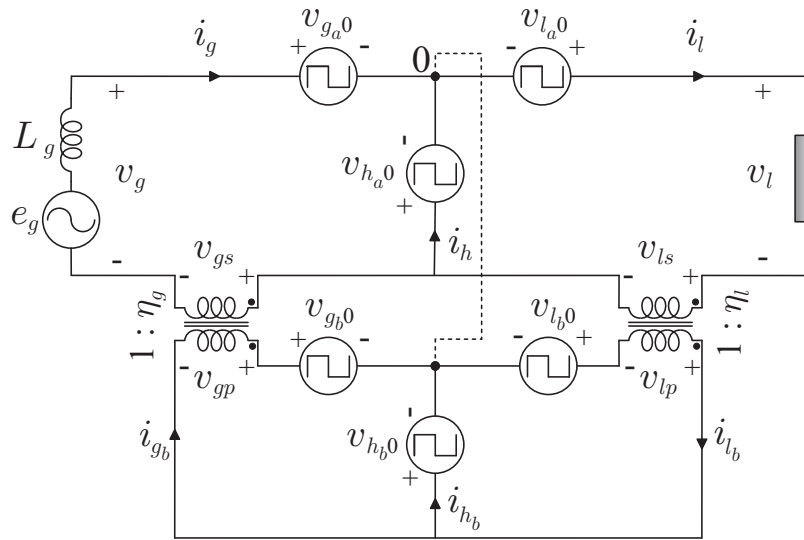 v_{g_a0} v_{l_a0}
i_g + - 0 - + i_l
+ - +
L_g v_g v_{h_a0} v_l
e_g +
i_h
- - v_{gs} + - v_{ls} + -
1 : η_g v_{g_b0} v_{l_b0} 1 : η_l
+ - - +
- v_{gp} + - v_{lp} +
-
i_{g_b} v_{h_b0} i_{l_b}
+
i_{h_b}